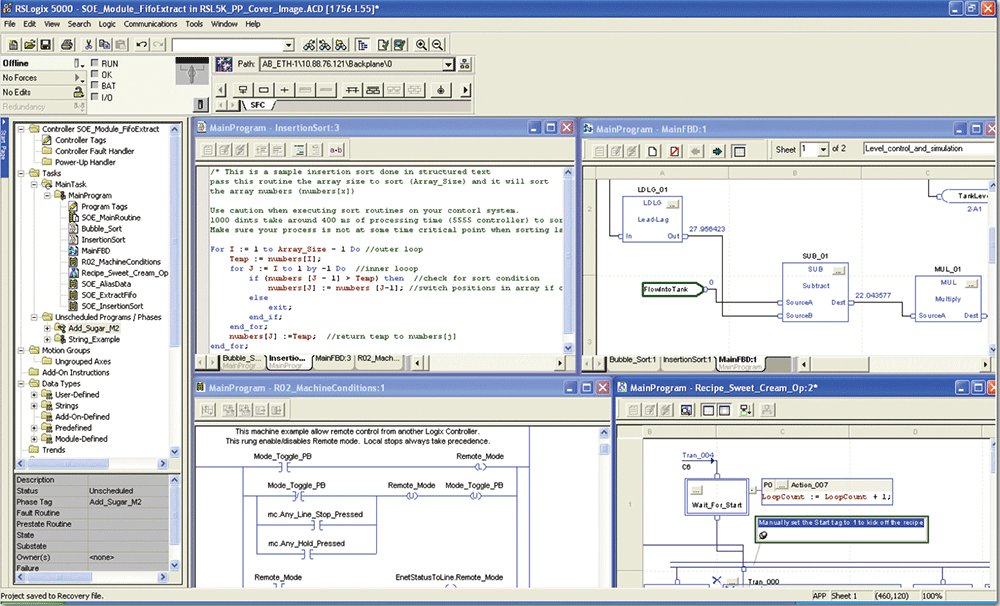 RSLogix 5000 - SOE_Module_FifoExtract in RSL5K_PP_Cover_Image.ACD [1756-L55]*
File Edit View Search Logic Communications Tools Window Help
Offline
No Forces
No Edits
Redundancy
RUN
OK
BAT
I/O
Path: AB_ETH-1\10.88.76.121\Backplane\0
SFC
Start Page
Controller SOE_Module_FifoExtract
Controller Tags
Controller Fault Handler
Power-Up Handler
Tasks
MainTask
MainProgram
Program Tags
SOE_MainRoutine
Bubble_Sort
InsertionSort
MainFBD
R02_MachineConditions
Recipe_Sweet_Cream_Op
SOE_AliasData
SOE_ExtractFifo
SOE_InsertionSort
Unscheduled Programs / Phases
Add_Sugar_M2
String_Example
Motion Groups
Ungrouped Axes
Add-On Instructions
Data Types
User-Defined
Strings
Add-On-Defined
Predefined
Module-Defined
Trends
Description
Status Unscheduled
Phase Tag Add_Sugar_M2
Fault Routine
Prestate Routine
State
Substate
Owner(s) <none>
Failure
MainProgram - InsertionSort:3
/* This is a sample insertion sort done in structured text
pass this routine the array size to sort (Array_Size) and it will sort
the array numbers (numbers[x])
Use caution when executing sort routines on your contorl system.
1000 dints take around 400 ms of processing time (5555 controller) to sor
Make sure your process is not at some time critical point when sorting la
For I := 1 to Array_Size - 1 Do //outer loop
Temp := numbers[I];
for J := I to 1 by -1 Do //inner looop
if (numbers [J - 1] > Temp) then //check for sort condition
numbers[J] := numbers [J-1]; //switch positions in array if c
else
exit;
end_if;
end_for;
numbers[J] :=Temp; //return temp to numbers[j]
end_for;
Bubble_S... Insertio... MainFBD:3 R02_Mach...
MainProgr MainProgr
MainProgram - MainFBD:1
Sheet 1 of 2 Level_control_and_simulation
A B C
2
3
LDLG_01
LDLG ...
Lead-Lag
In Out
27.956423
TankLeve
2-A1
FlowIntoTank
0
SUB_01
SUB ...
Subtract
SourceA Dest
SourceB
22.043577
MUL_01
MUL ...
Multiply
SourceA Dest
Bubble_Sort:1 InsertionSort:1 MainFBD:1
MainProgram MainProgram
MainProgram - R02_MachineConditions:1
This machine example allow remote control from another Logix Controller.
This rung enable/disables Remote mode. Local stops always take precedence.
Mode_Toggle_PB Remote_Mode
Mode_Toggle_PB Remote_Mode Mode_Toggle_PB
mc.Any_Line_Stop_Pressed
mc.Any_Hold_Pressed
Remote_Mode EnetStatusToLine.Remote_Mode
MainProgram - Recipe_Sweet_Cream_Op:2*
B C D
1
Tran_004
C6
...
Wait_For_Start
P0 ... Action_007
LoopCount := LoopCount + 1;
Manually set the Start tag to 1 to kick off the recipe
Tran_000
Project saved to Recovery file.
APP Sheet 1 (460,120) 100%